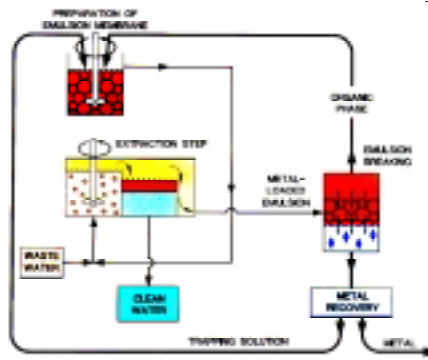 PREPARATION OF
EMULSION MEMBRANE
ORGANIC
PHASE
EXTRACTION STEP
EMULSION
BREAKING
METAL-
LOADED
EMULSION
WASTE
WATER
CLEAN
WATER
METAL
RECOVERY
TRAPPING SOLUTION
METAL